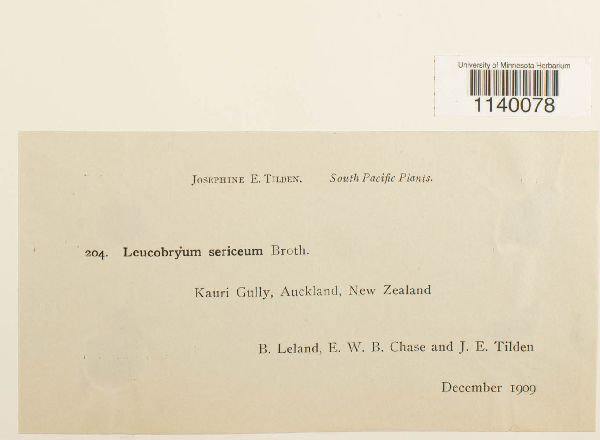 University of Minnesota Herbarium
1140078
Josephine E. Tilden. South Pacific Plants.
204. Leucobryum sericeum Broth.
Kauri Gully, Auckland, New Zealand
B. Leland, E. W. B. Chase and J. E. Tilden
December 1909